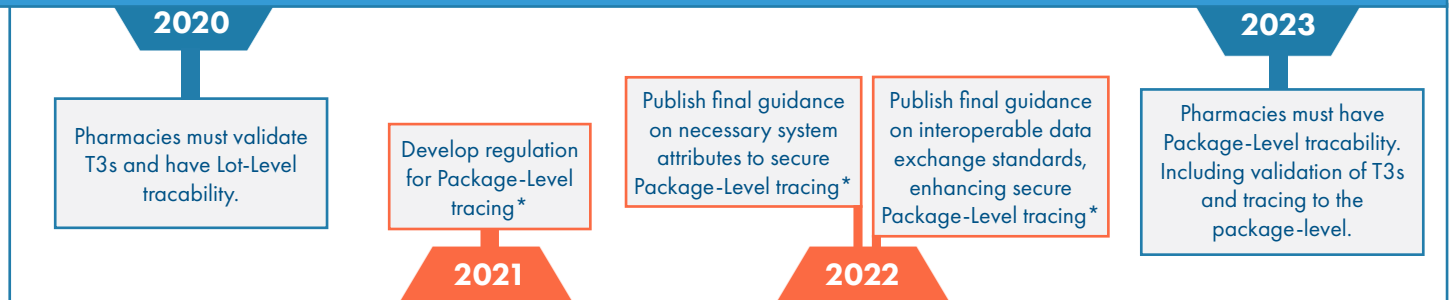 2020
Pharmacies must validate
T3s and have Lot-Level
tracability.
Develop regulation
for Package-Level
tracing*
2021
Publish final guidance
on necessary system
attributes to secure
Package-Level tracing*
Publish final guidance
on interoperable data
exchange standards,
enhancing secure
Package-Level tracing*
2022
2023
Pharmacies must have
Package-Level tracability.
Including validation of T3s
and tracing to the
package-level.